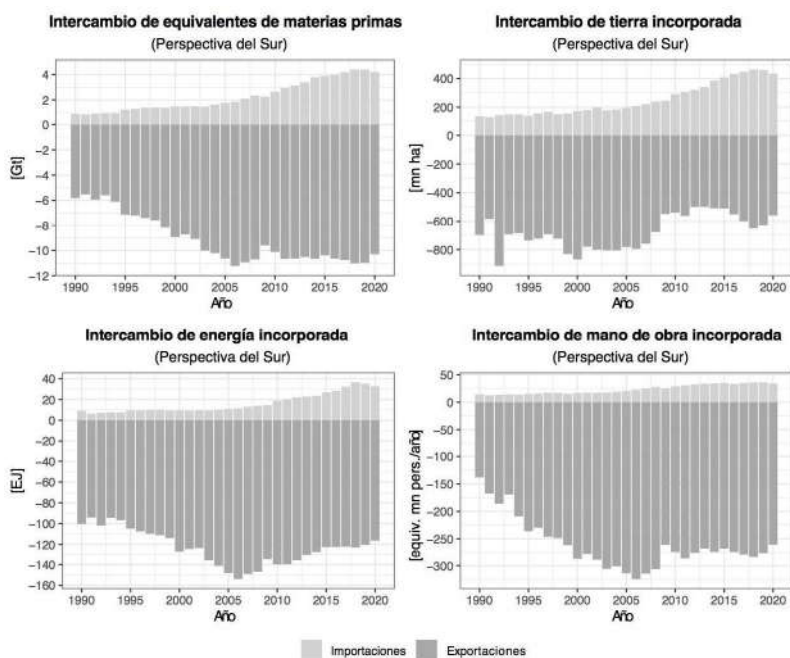 Intercambio de equivalentes de materias primas
(Perspectiva del Sur)
[Gt]
4
2
0
−2
−4
−6
−8
−10
−12
1990 1995 2000 2005 2010 2015 2020
Año
Intercambio de tierra incorporada
(Perspectiva del Sur)
[mn ha]
400
200
0
−200
−400
−600
−800
1990 1995 2000 2005 2010 2015 2020
Año
Intercambio de energía incorporada
(Perspectiva del Sur)
[EJ]
40
20
0
−20
−40
−60
−80
−100
−120
−140
−160
1990 1995 2000 2005 2010 2015 2020
Año
Intercambio de mano de obra incorporada
(Perspectiva del Sur)
[equiv. mn pers./año]
50
0
−50
−100
−150
−200
−250
−300
1990 1995 2000 2005 2010 2015 2020
Año
Importaciones Exportaciones